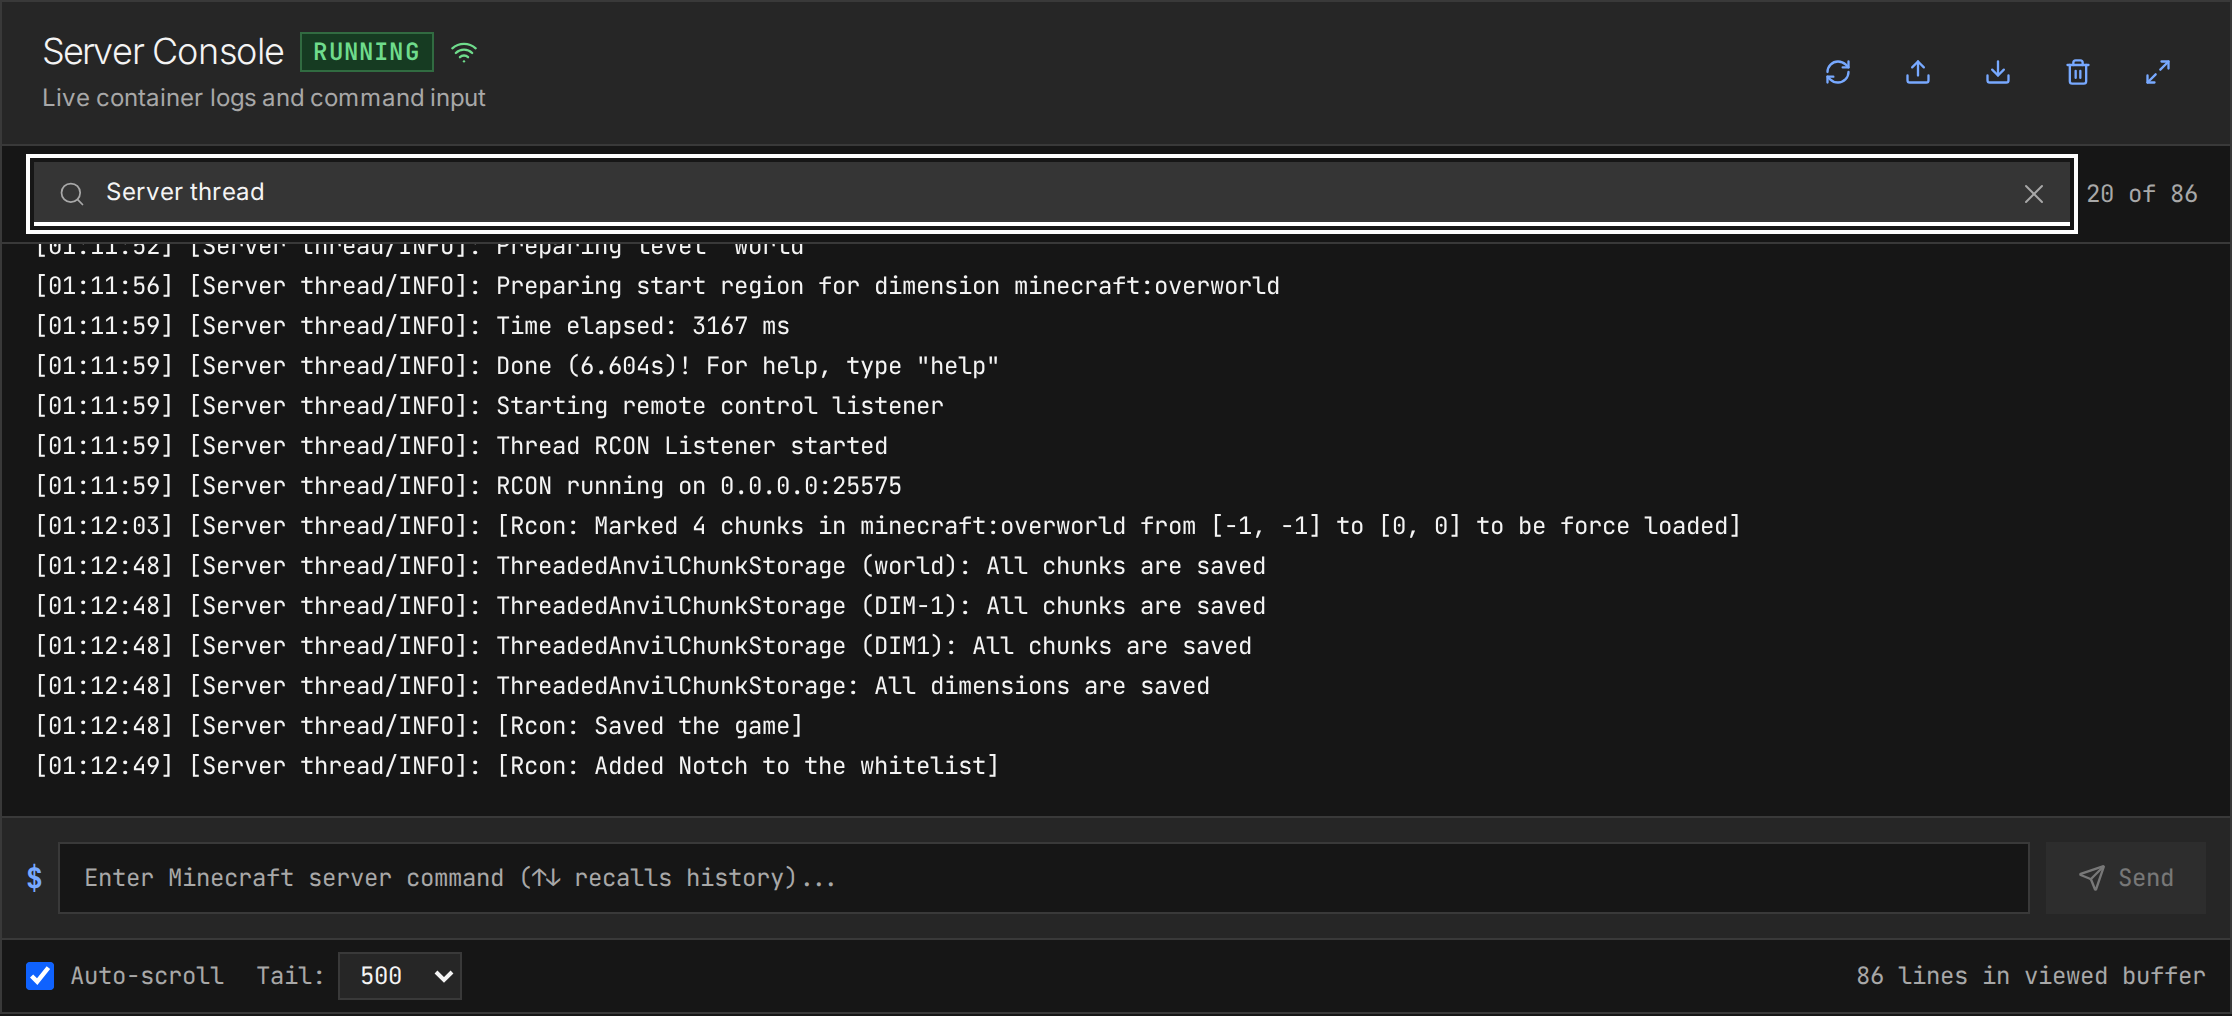 Server Console RUNNING
Live container logs and command input
Server thread
20 of 86
[01:11:52] [Server thread/INFO]: Preparing level "world"
[01:11:56] [Server thread/INFO]: Preparing start region for dimension minecraft:overworld
[01:11:59] [Server thread/INFO]: Time elapsed: 3167 ms
[01:11:59] [Server thread/INFO]: Done (6.604s)! For help, type "help"
[01:11:59] [Server thread/INFO]: Starting remote control listener
[01:11:59] [Server thread/INFO]: Thread RCON Listener started
[01:11:59] [Server thread/INFO]: RCON running on 0.0.0.0:25575
[01:12:03] [Server thread/INFO]: [Rcon: Marked 4 chunks in minecraft:overworld from [-1, -1] to [0, 0] to be force loaded]
[01:12:48] [Server thread/INFO]: ThreadedAnvilChunkStorage (world): All chunks are saved
[01:12:48] [Server thread/INFO]: ThreadedAnvilChunkStorage (DIM-1): All chunks are saved
[01:12:48] [Server thread/INFO]: ThreadedAnvilChunkStorage (DIM1): All chunks are saved
[01:12:48] [Server thread/INFO]: ThreadedAnvilChunkStorage: All dimensions are saved
[01:12:48] [Server thread/INFO]: [Rcon: Saved the game]
[01:12:49] [Server thread/INFO]: [Rcon: Added Notch to the whitelist]
$ Enter Minecraft server command (↑↓ recalls history)...
Send
Auto-scroll Tail: 500
86 lines in viewed buffer